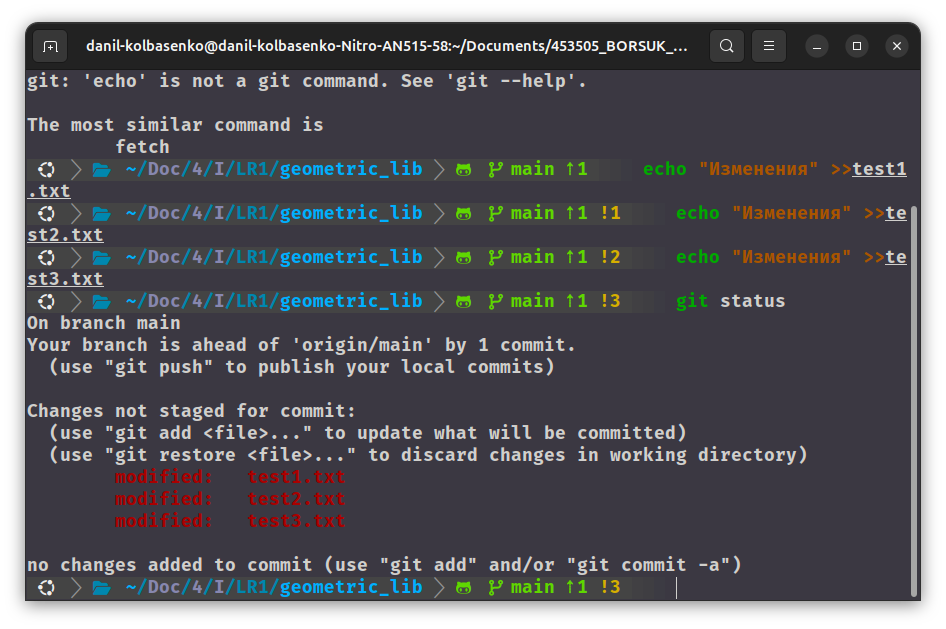 danil-kolbasenko@danil-kolbasenko-Nitro-AN515-58:~/Documents/453505_BORSUK_...
git: 'echo' is not a git command. See 'git --help'.
The most similar command is
fetch
~/Doc/4/I/LR1/geometric_lib main ↑1 echo "Изменения" >>test1
.txt
~/Doc/4/I/LR1/geometric_lib main ↑1 !1 echo "Изменения" >>te
st2.txt
~/Doc/4/I/LR1/geometric_lib main ↑1 !2 echo "Изменения" >>te
st3.txt
~/Doc/4/I/LR1/geometric_lib main ↑1 !3 git status
On branch main
Your branch is ahead of 'origin/main' by 1 commit.
(use "git push" to publish your local commits)
Changes not staged for commit:
(use "git add <file>..." to update what will be committed)
(use "git restore <file>..." to discard changes in working directory)
modified: test1.txt
modified: test2.txt
modified: test3.txt
no changes added to commit (use "git add" and/or "git commit -a")
~/Doc/4/I/LR1/geometric_lib main ↑1 !3